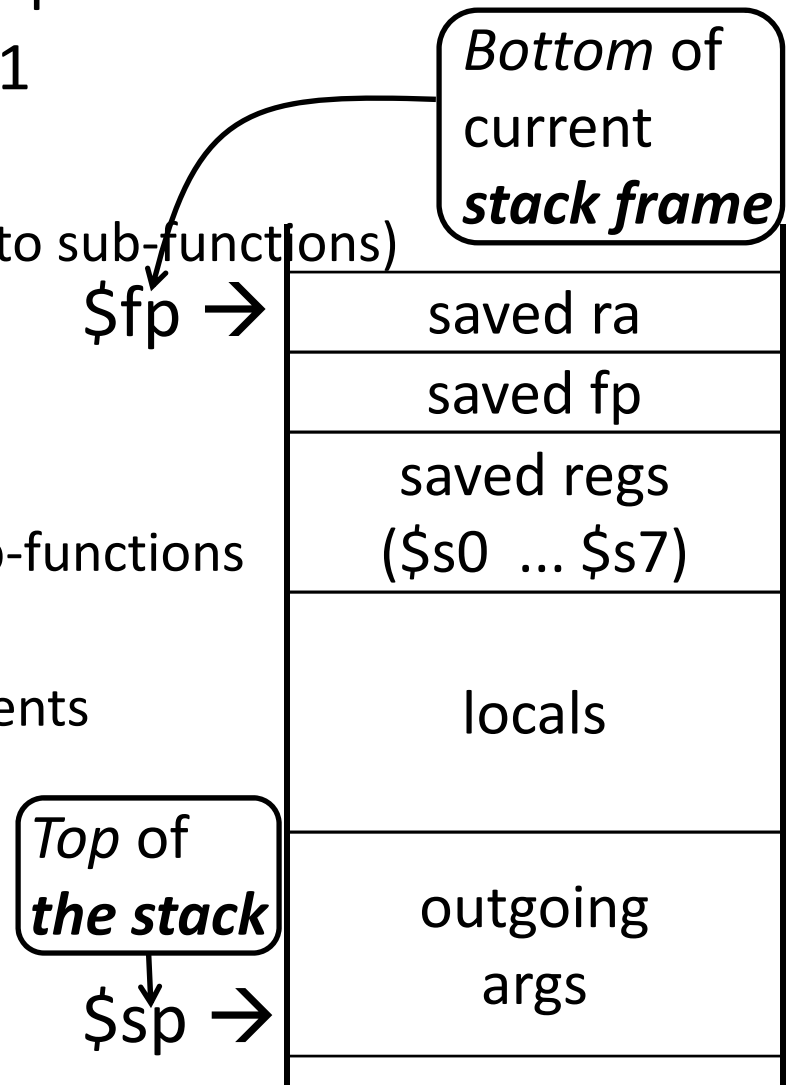 1
Bottom of
current
stack frame
to sub-functions)
$fp →
saved ra
saved fp
saved regs
($s0 ... $s7)
-functions
ents
locals
Top of
the stack
outgoing
args
$sp →